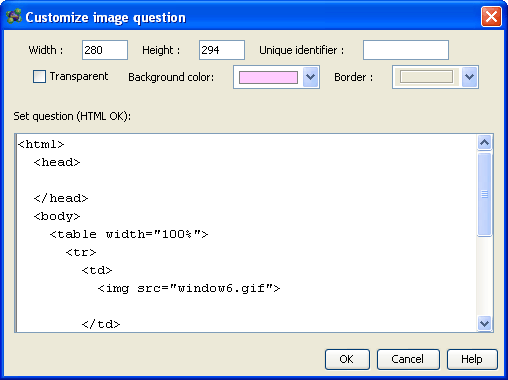 Customize image question
Width : 280 Height : 294 Unique identifier :
Transparent Background color: Border :
Set question (HTML OK):
<html>
<head>
</head>
<body>
<table width="100%">
<tr>
<td>
<img src="window6.gif">
</td>
OK Cancel Help